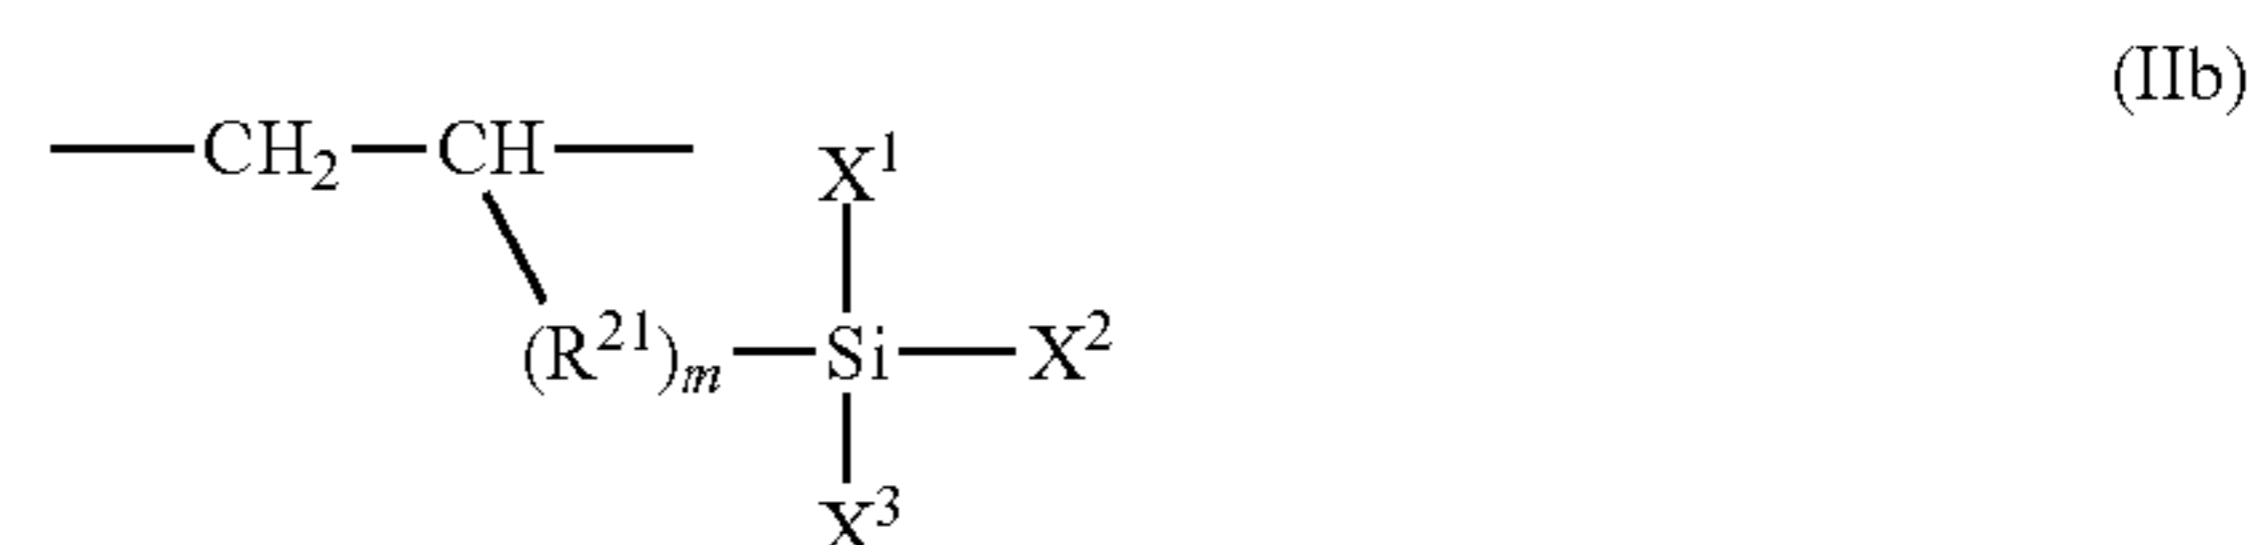 (IIb)
—CH₂—CH—
X¹
(R²¹)ₘ—Si—X²
X³